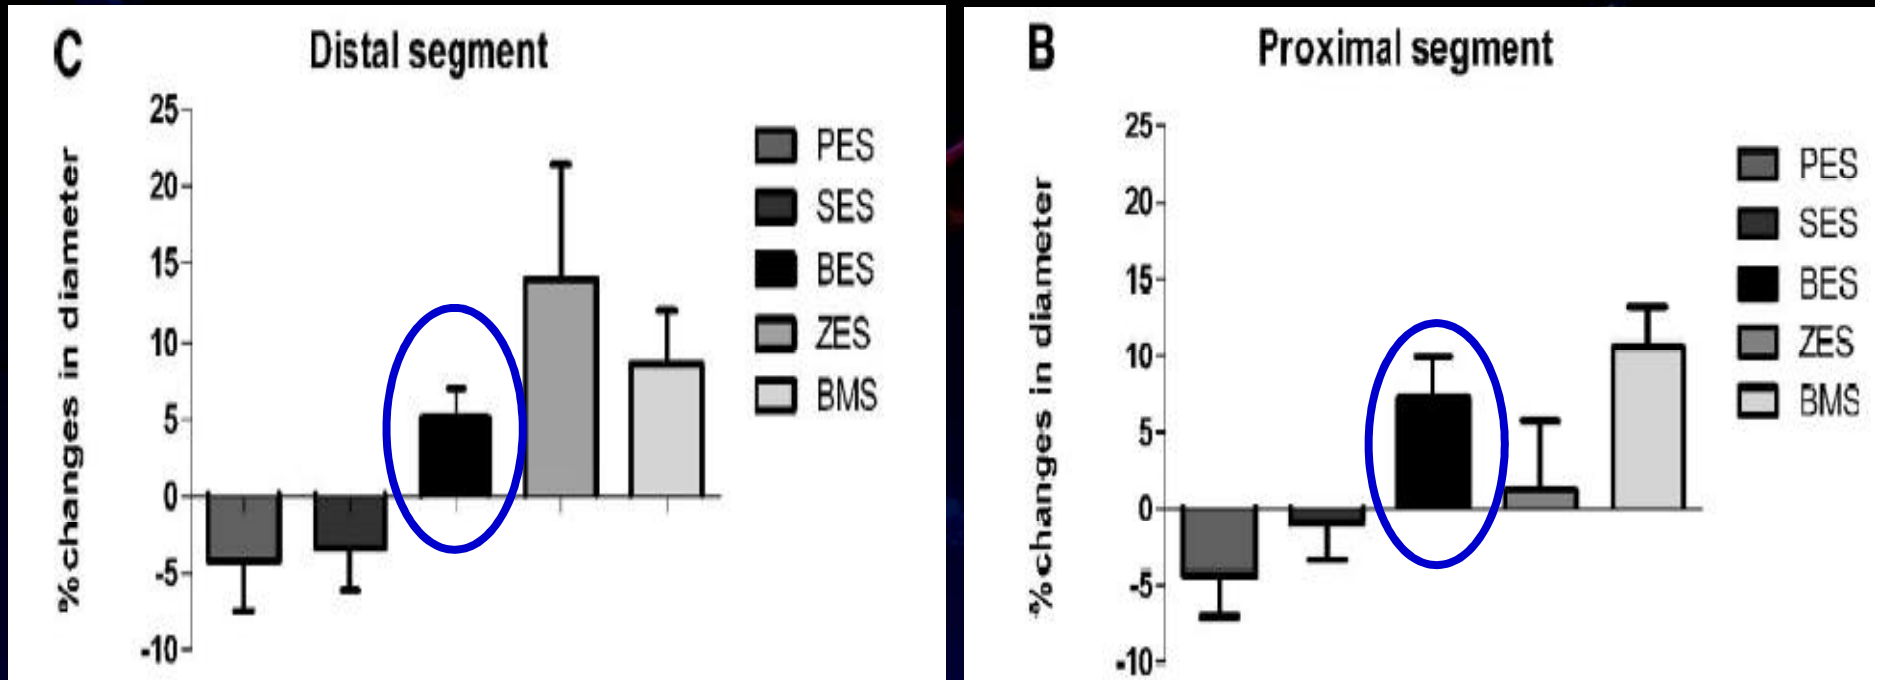 C
Distal segment
% changes in diameter
25
20
15
10
5
0
-5
-10
PES
SES
BES
ZES
BMS
B
Proximal segment
% changes in diameter
25
20
15
10
5
0
-5
-10
PES
SES
BES
ZES
BMS